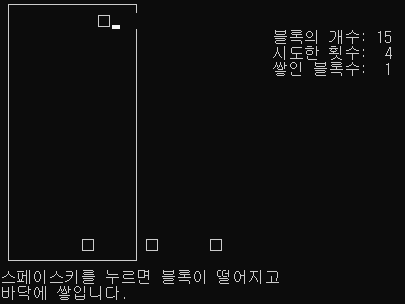 블록의 개수: 15
시도한 횟수: 4
쌓인 블록수: 1
스페이스키를 누르면 블록이 떨어지고
바닥에 쌓입니다.